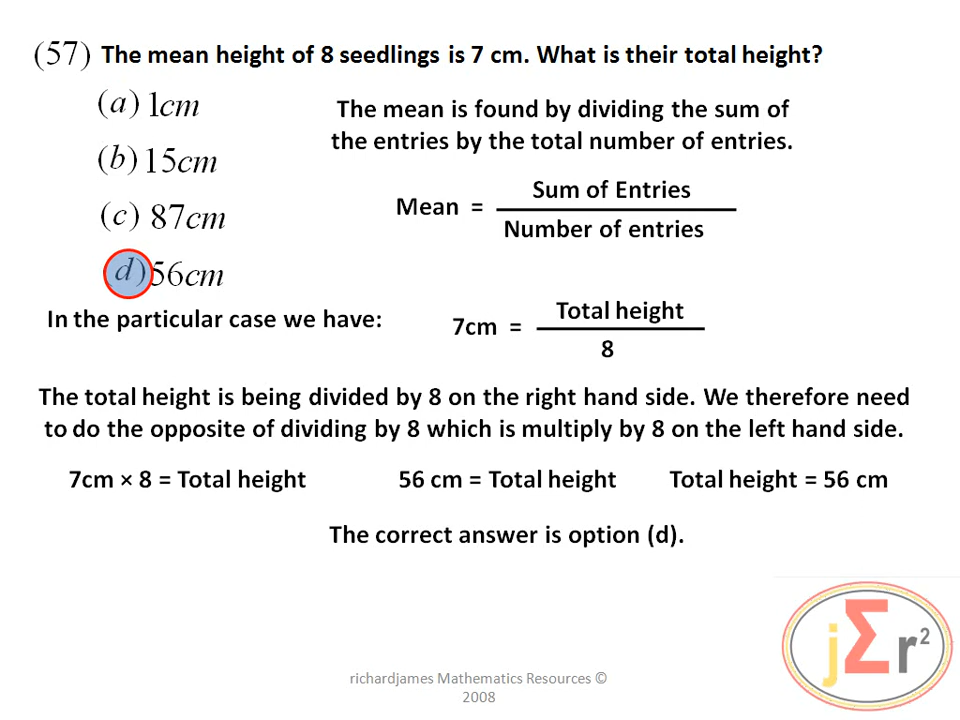 (57) The mean height of 8 seedlings is 7 cm. What is their total height?
(a) 1cm
(b) 15cm
(c) 87cm
(d) 56cm
The mean is found by dividing the sum of
the entries by the total number of entries.
Mean = Sum of Entries
Number of entries
In the particular case we have:
7cm = Total height
8
The total height is being divided by 8 on the right hand side. We therefore need
to do the opposite of dividing by 8 which is multiply by 8 on the left hand side.
7cm × 8 = Total height 56 cm = Total height Total height = 56 cm
The correct answer is option (d).
jΣr²
richardjames Mathematics Resources ©
2008